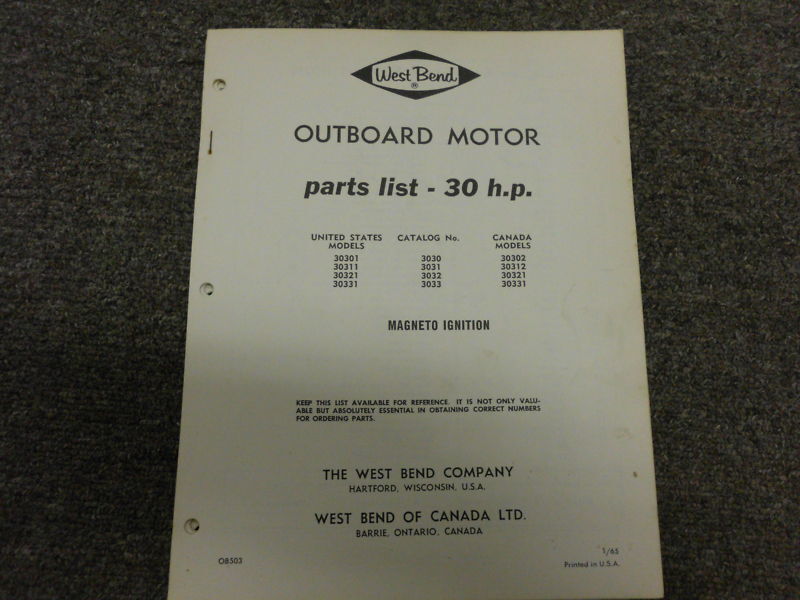 West Bend
®
OUTBOARD MOTOR
parts list - 30 h.p.
UNITED STATES MODELS CATALOG No. CANADA MODELS
30301 3030 30302
30311 3031 30312
30321 3032 30321
30331 3033 30331
MAGNETO IGNITION
KEEP THIS LIST AVAILABLE FOR REFERENCE. IT IS NOT ONLY VALU-
ABLE BUT ABSOLUTELY ESSENTIAL IN OBTAINING CORRECT NUMBERS
FOR ORDERING PARTS.
THE WEST BEND COMPANY
HARTFORD, WISCONSIN, U.S.A.
WEST BEND OF CANADA LTD.
BARRIE, ONTARIO, CANADA
OB503
1/65
Printed in U.S.A.